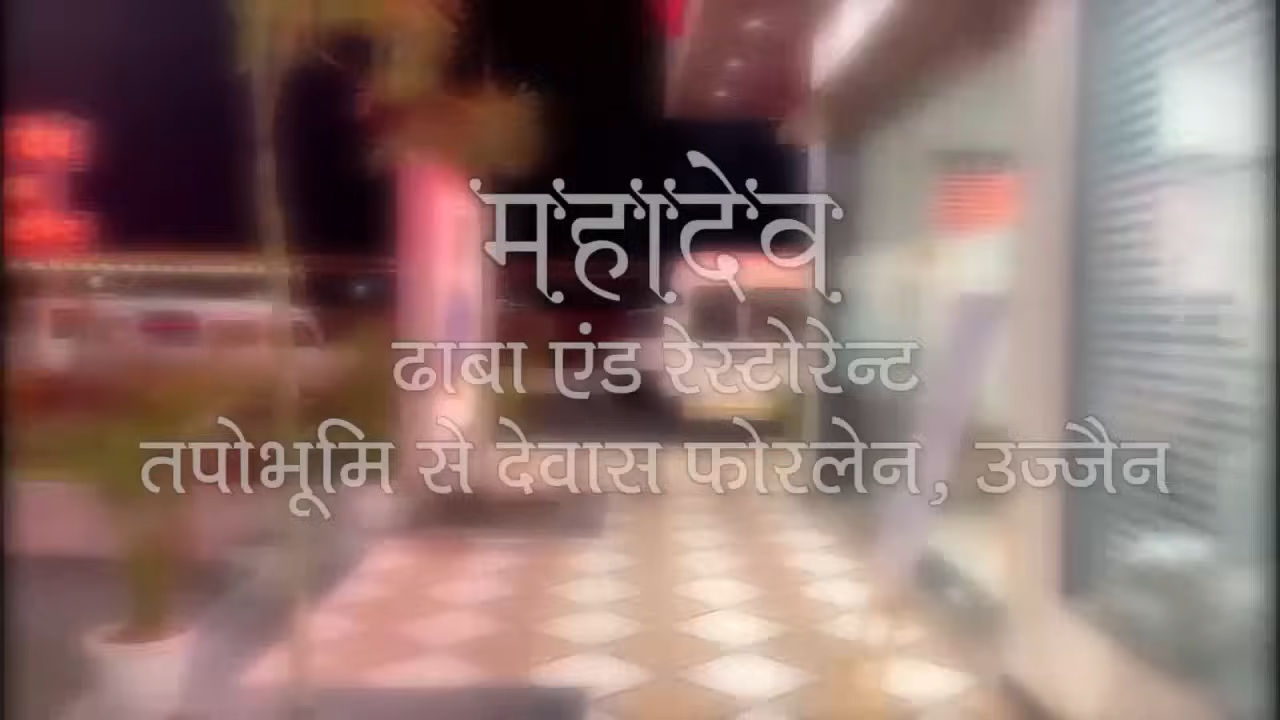 महादेव
ढाबा एंड रेस्टोरेन्ट
तपोभूमि से देवास फोरलेन, उज्जैन